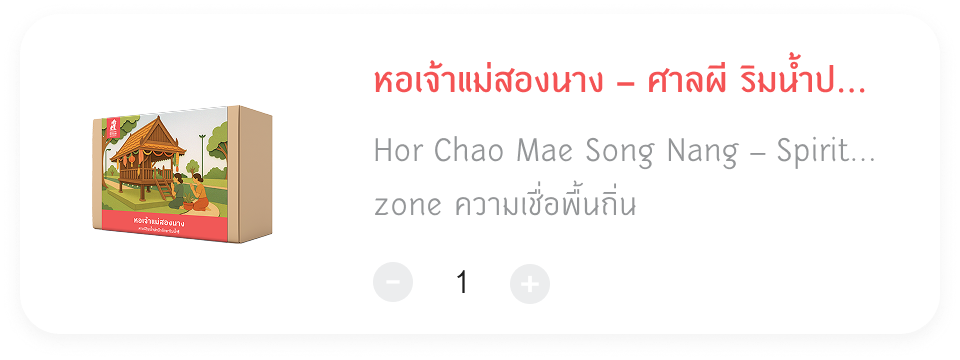 หอเจ้าแม่สองนาง – ศาลผี ริมน้ำป...
Hor Chao Mae Song Nang – Spirit...
zone ความเชื่อพื้นถิ่น
หอเจ้าแม่สองนาง
- 1 +